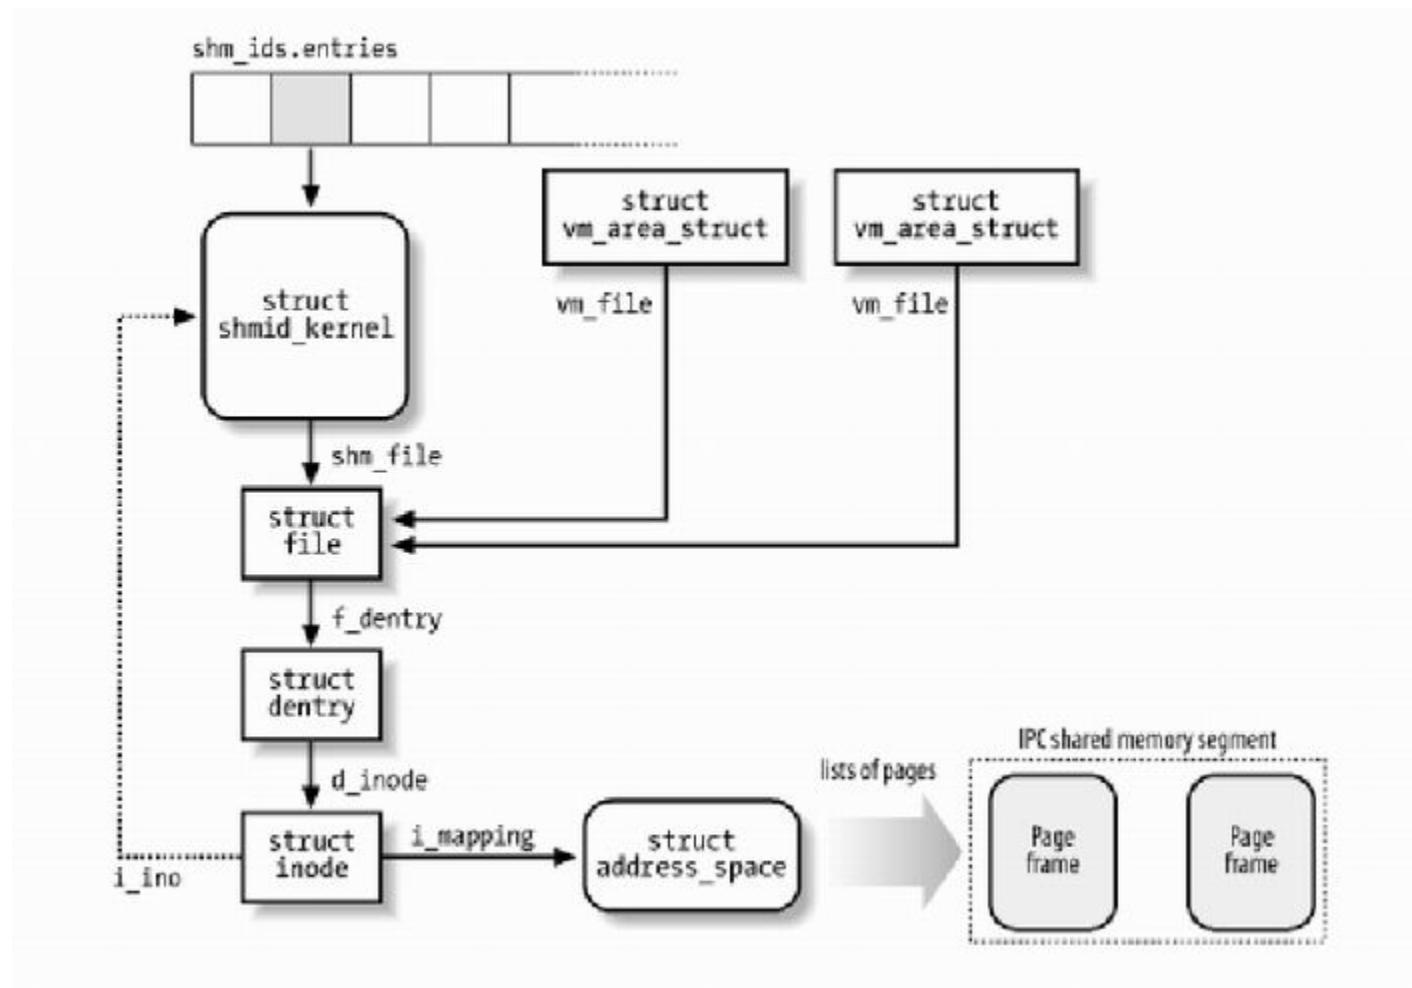 shm_ids.entries
struct
vm_area_struct
struct
vm_area_struct
vm_file
vm_file
struct
shmid_kernel
shm_file
struct
file
f_dentry
struct
dentry
d_inode
struct
inode
i_ino
i_mapping
struct
address_space
lists of pages
IPC shared memory segment
Page
frame
Page
frame